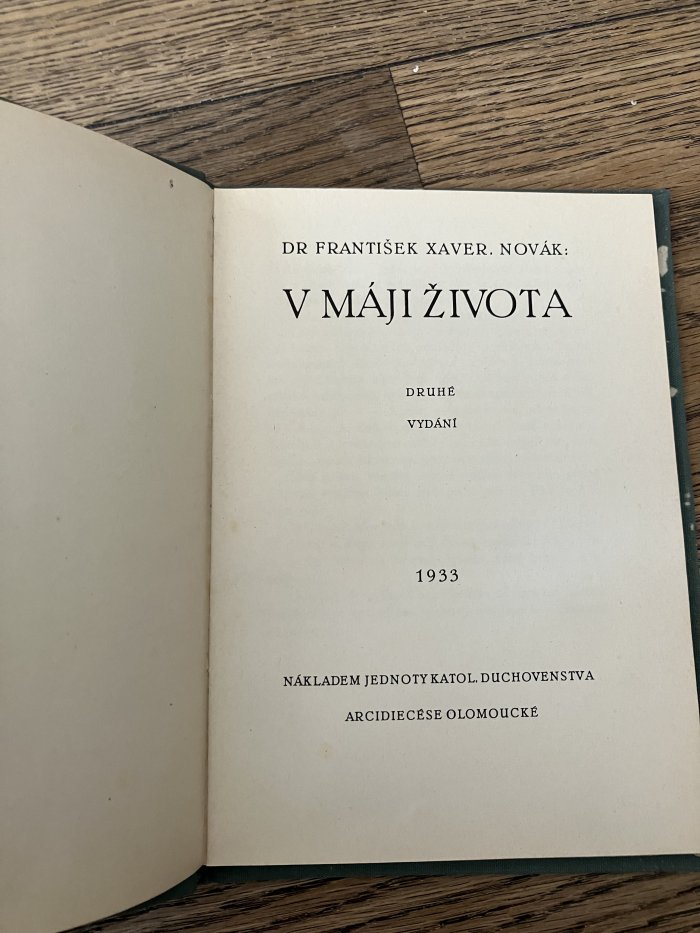 DR FRANTIŠEK XAVER. NOVÁK:
V MÁJI ŽIVOTA
DRUHÉ
VYDÁNÍ
1933
NÁKLADEM JEDNOTY KATOL. DUCHOVENSTVA
ARCIDIECÉSE OLOMOUCKÉ